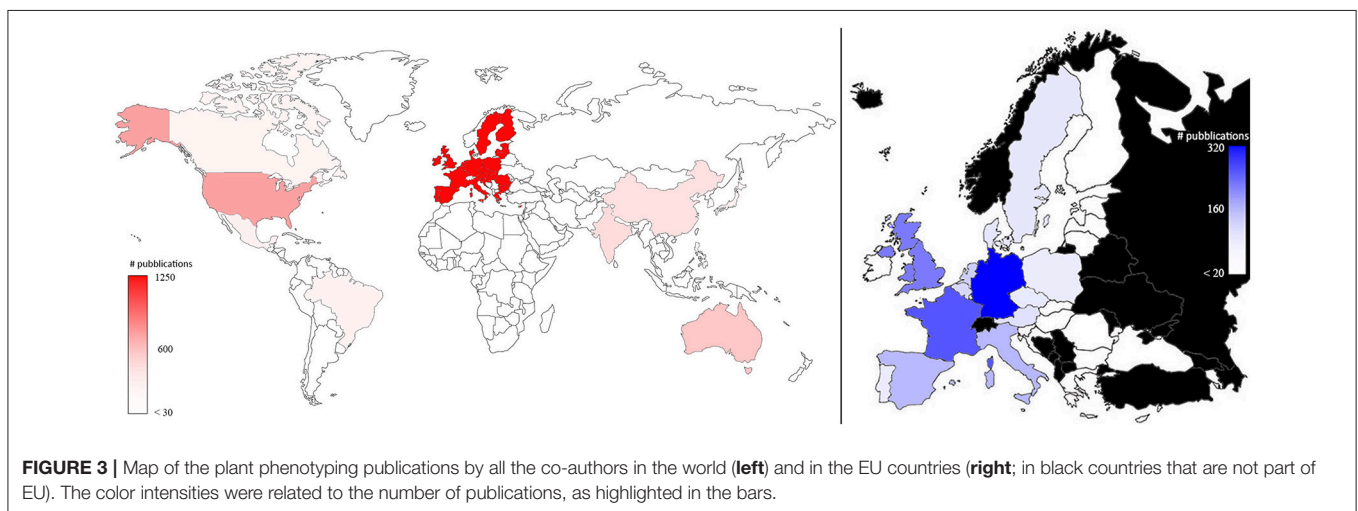 # pubblications
1250
600
< 30
# pubblications
320
160
< 20
FIGURE 3 | Map of the plant phenotyping publications by all the co-authors in the world (left) and in the EU countries (right; in black countries that are not part of
EU). The color intensities were related to the number of publications, as highlighted in the bars.